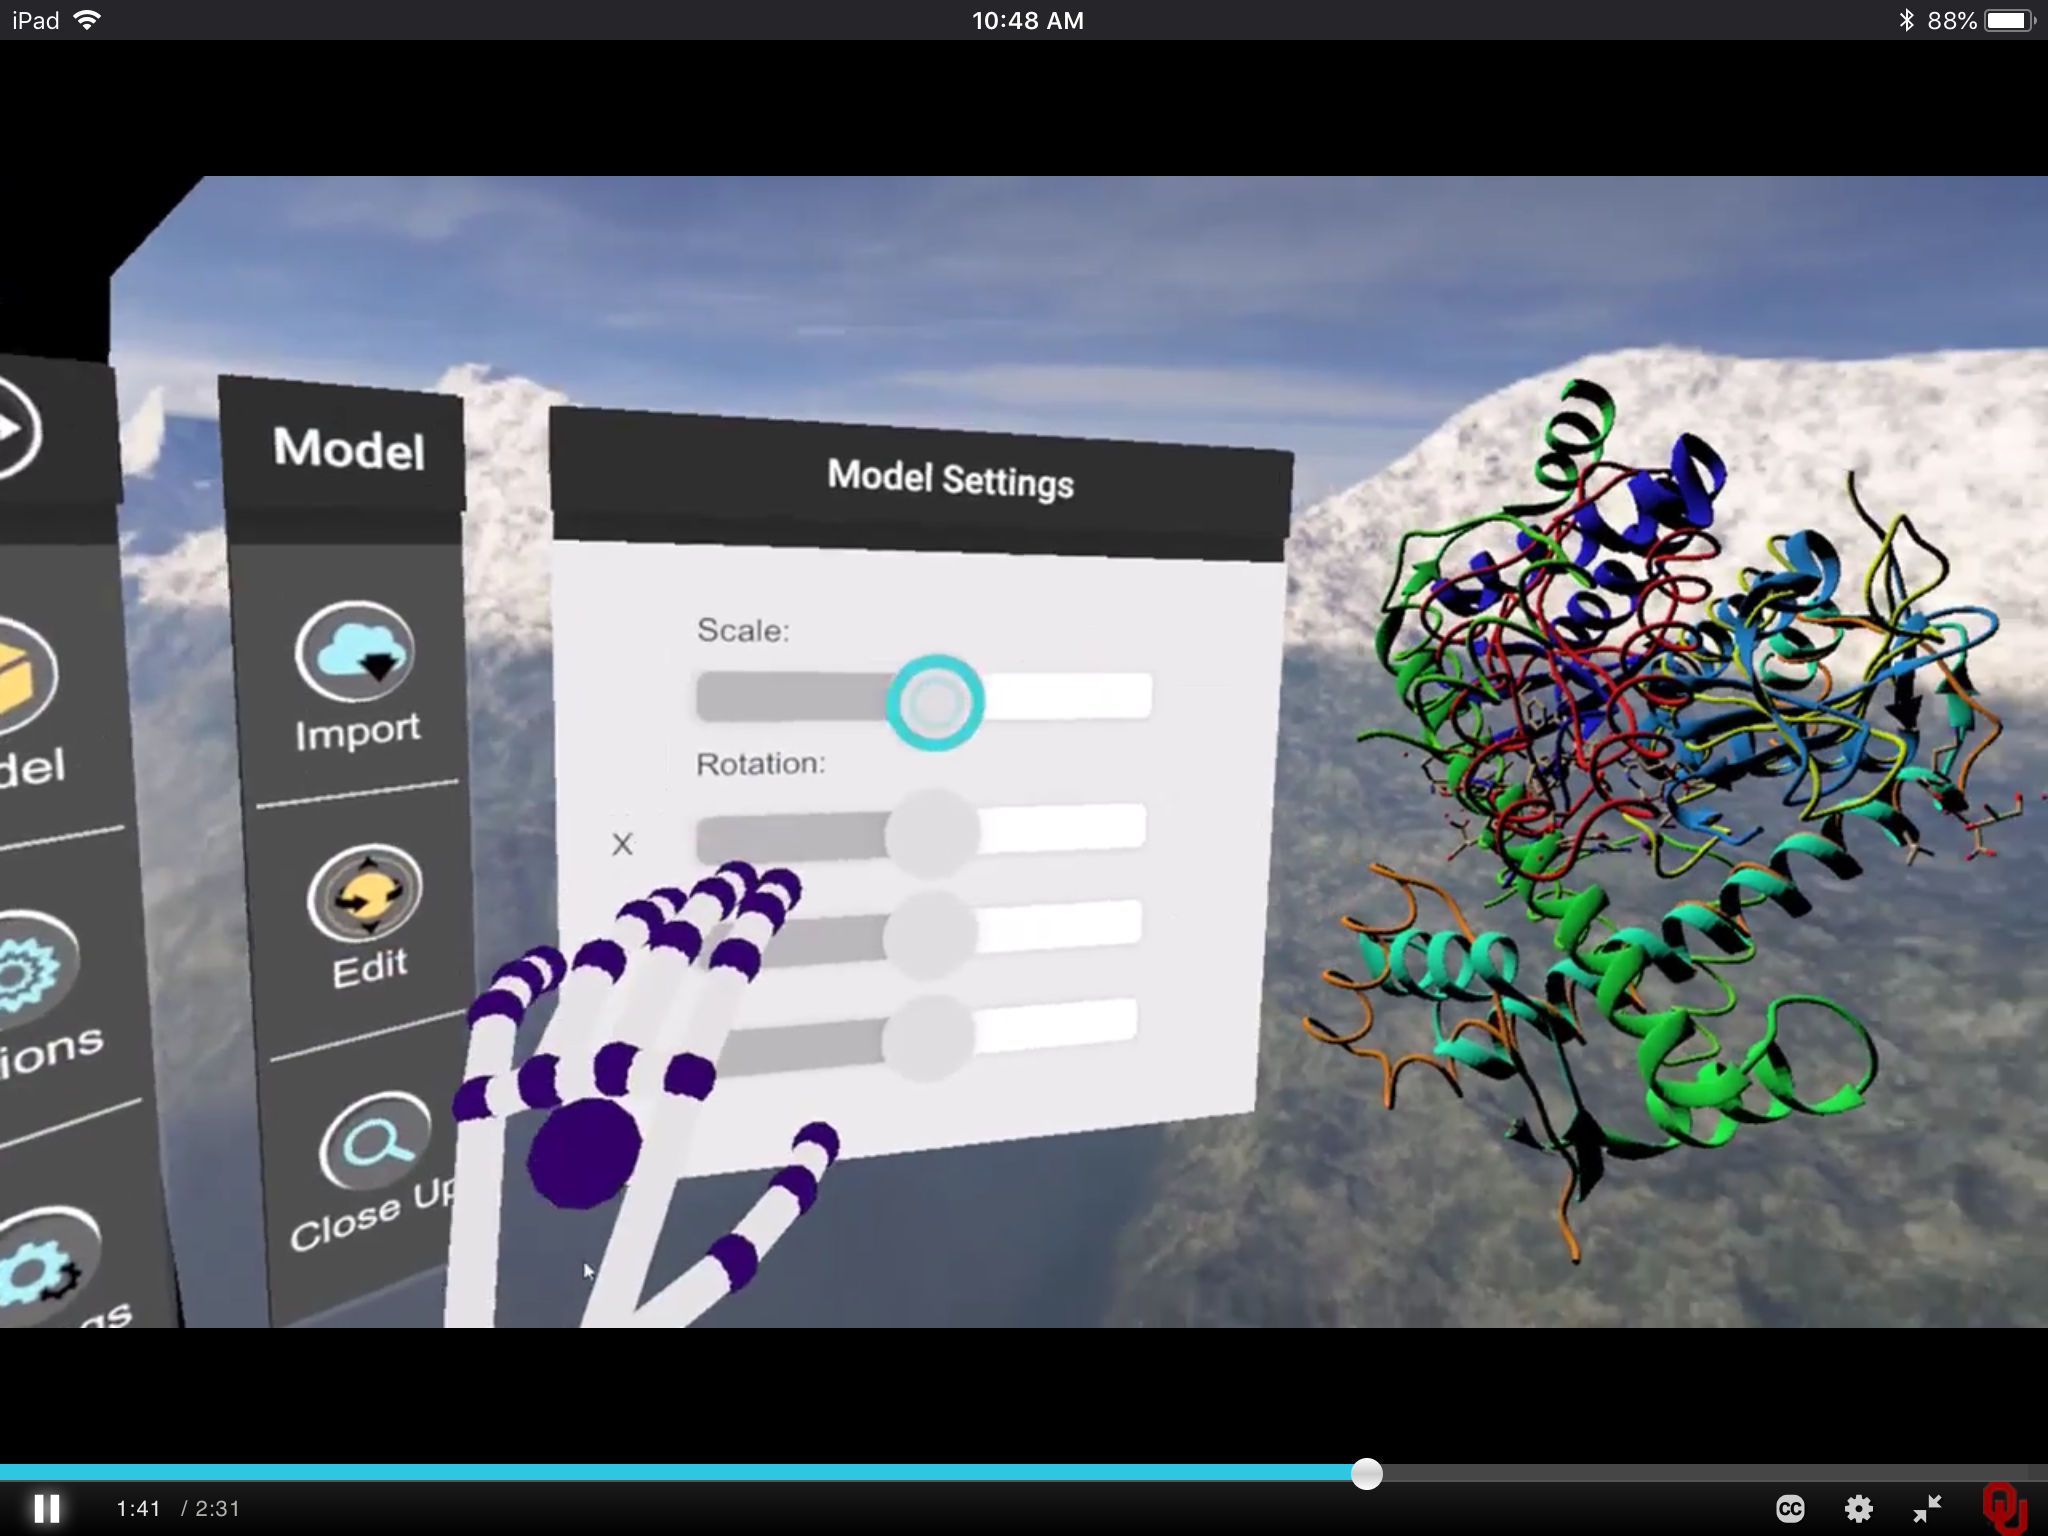 iPad
10:48 AM
88%
Model
Model Settings
Scale:
Import
Rotation:
del
X
Edit
ions
Close Up
gs
1:41 / 2:31
CC
OU